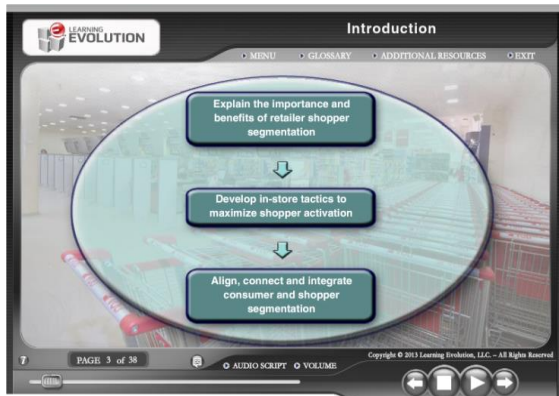 LEARNING
EVOLUTION
Introduction
MENU
GLOSSARY
ADDITIONAL RESOURCES
EXIT
Explain the importance and
benefits of retailer shopper
segmentation
Develop in-store tactics to
maximize shopper activation
Align, connect and integrate
consumer and shopper
segmentation
?
PAGE 3 of 38
AUDIO SCRIPT
VOLUME
Copyright © 2013 Learning Evolution, LLC. – All Rights Reserved